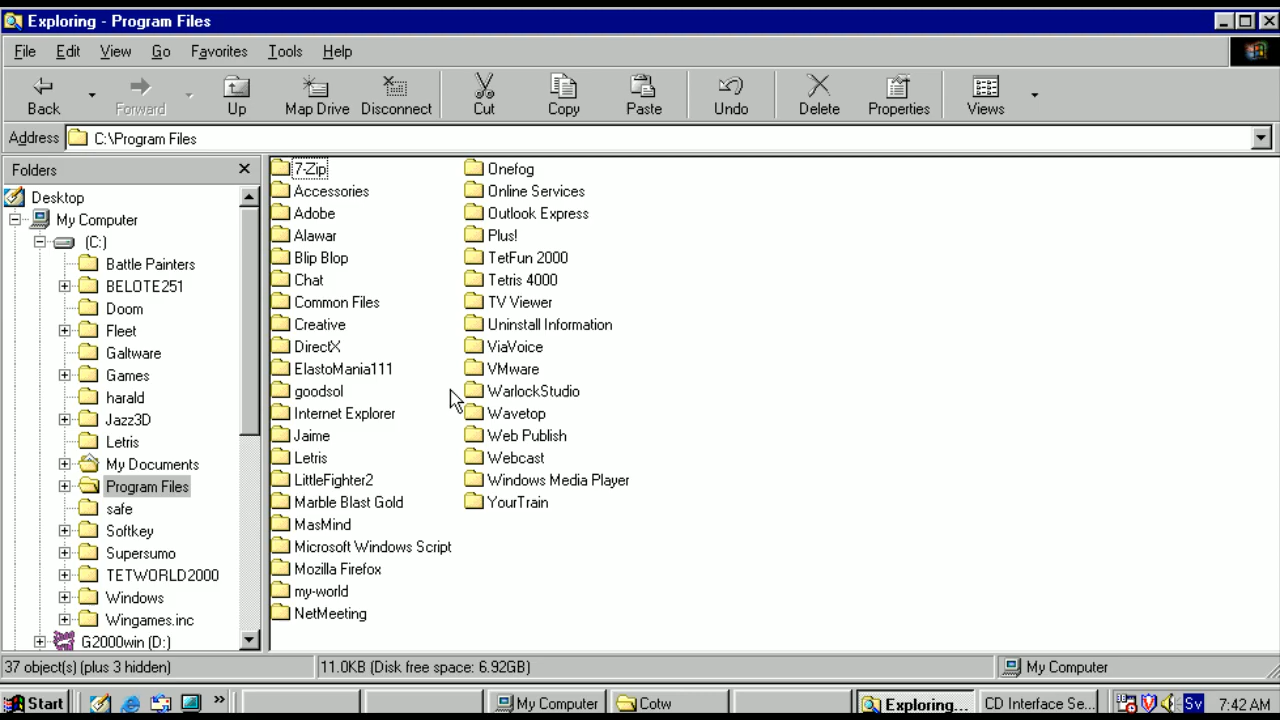 Exploring - Program Files
File Edit View Go Favorites Tools Help
Back Forward Up Map Drive Disconnect Cut Copy Paste Undo Delete Properties Views
Address C:\Program Files
Folders
Desktop
My Computer
(C:)
Battle Painters
BELOTE251
Doom
Fleet
Galtware
Games
harald
Jazz3D
Letris
My Documents
Program Files
safe
Softkey
Supersumo
TETWORLD2000
Windows
Wingames.inc
G2000win (D:)
7-Zip
Accessories
Adobe
Alawar
Blip Blop
Chat
Common Files
Creative
DirectX
ElastoMania111
goodsol
Internet Explorer
Jaime
Letris
LittleFighter2
Marble Blast Gold
MasMind
Microsoft Windows Script
Mozilla Firefox
my-world
NetMeeting
Onefog
Online Services
Outlook Express
Plus!
TetFun 2000
Tetris 4000
TV Viewer
Uninstall Information
ViaVoice
VMware
WarlockStudio
Wavetop
Web Publish
Webcast
Windows Media Player
YourTrain
37 object(s) (plus 3 hidden) 11.0KB (Disk free space: 6.92GB) My Computer
Start » My Computer Cotw Exploring... CD Interface Se... Sv 7:42 AM